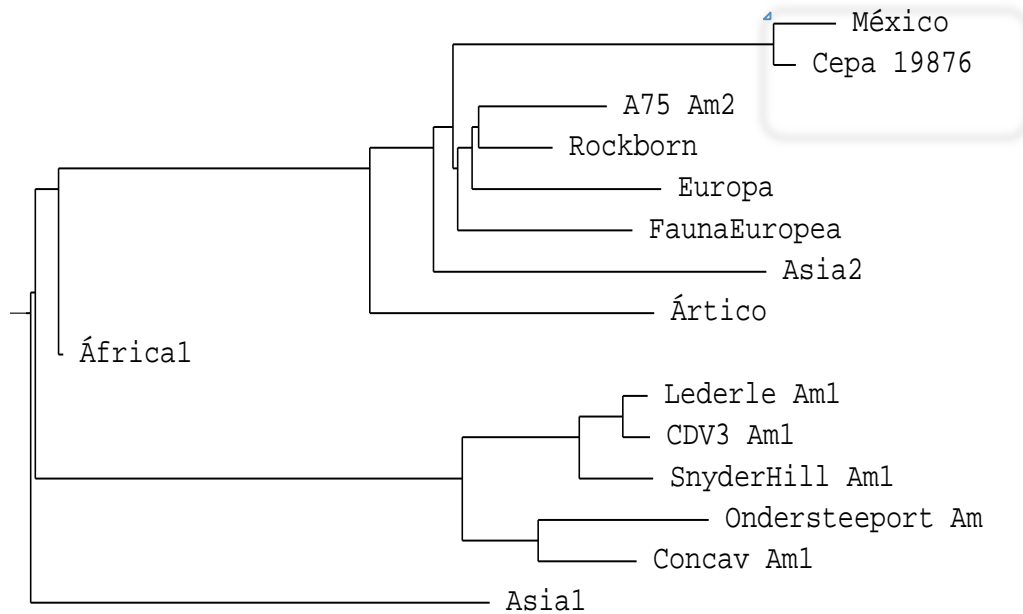 México
Cepa 19876
A75 Am2
Rockborn
Europa
FaunaEuropea
Asia2
Ártico
África1
Lederle Am1
CDV3 Am1
SnyderHill Am1
Ondersteeport Am
Concav Am1
Asia1